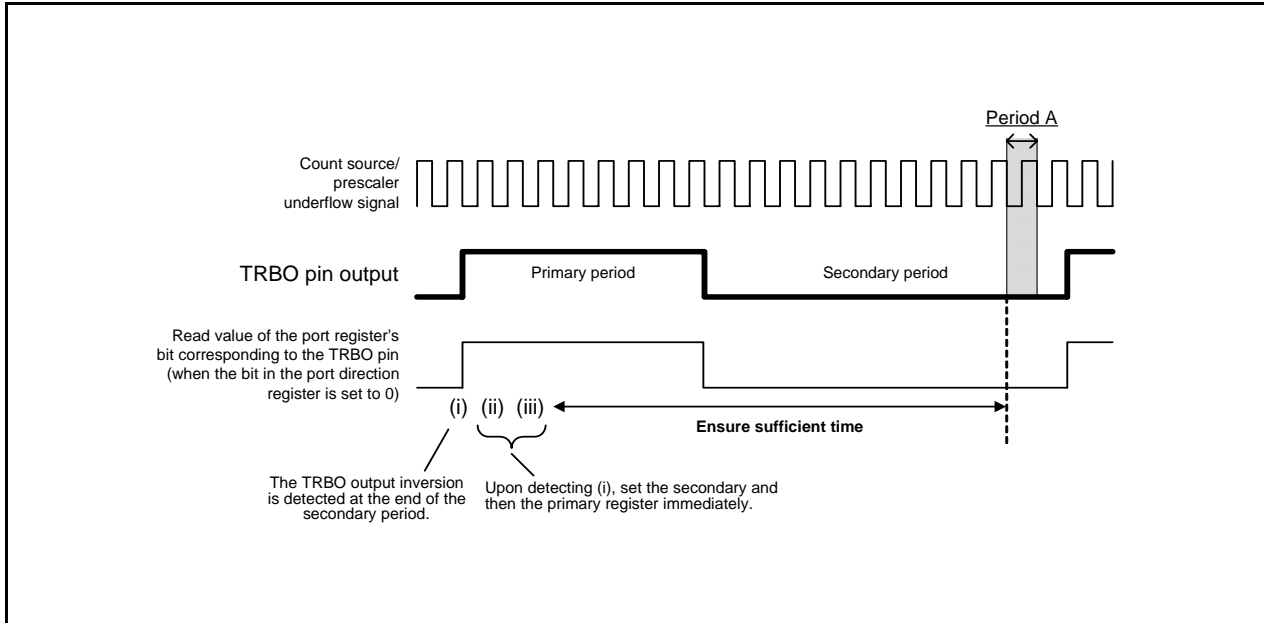 Period A
Count source/
prescaler
underflow signal
TRBO pin output
Primary period
Secondary period
Read value of the port register's
bit corresponding to the TRBO pin
(when the bit in the port direction
register is set to 0)
(i) (ii) (iii)
Ensure sufficient time
The TRBO output inversion
is detected at the end of the
secondary period.
Upon detecting (i), set the secondary and
then the primary register immediately.